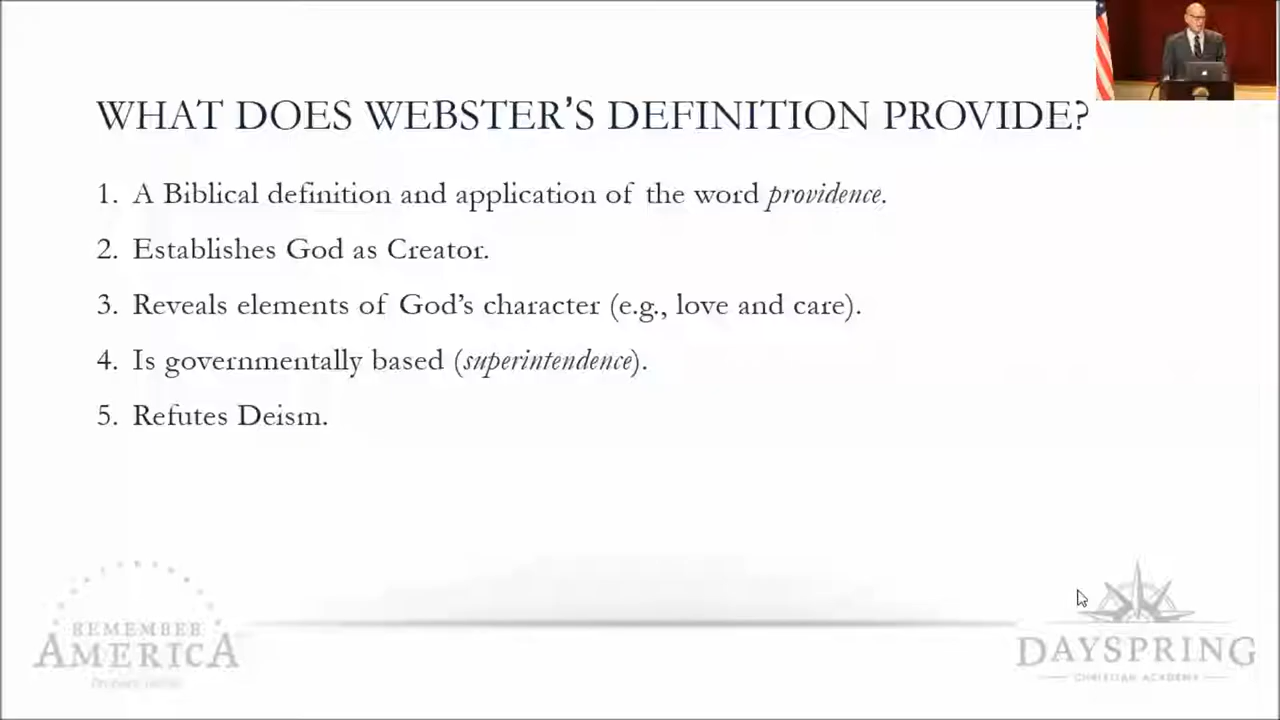 WHAT DOES WEBSTER’S DEFINITION PROVIDE?
1. A Biblical definition and application of the word providence.
2. Establishes God as Creator.
3. Reveals elements of God’s character (e.g., love and care).
4. Is governmentally based (superintendence).
5. Refutes Deism.
REMEMBER
AMERICA
DAYSPRING
CHRISTIAN ACADEMY